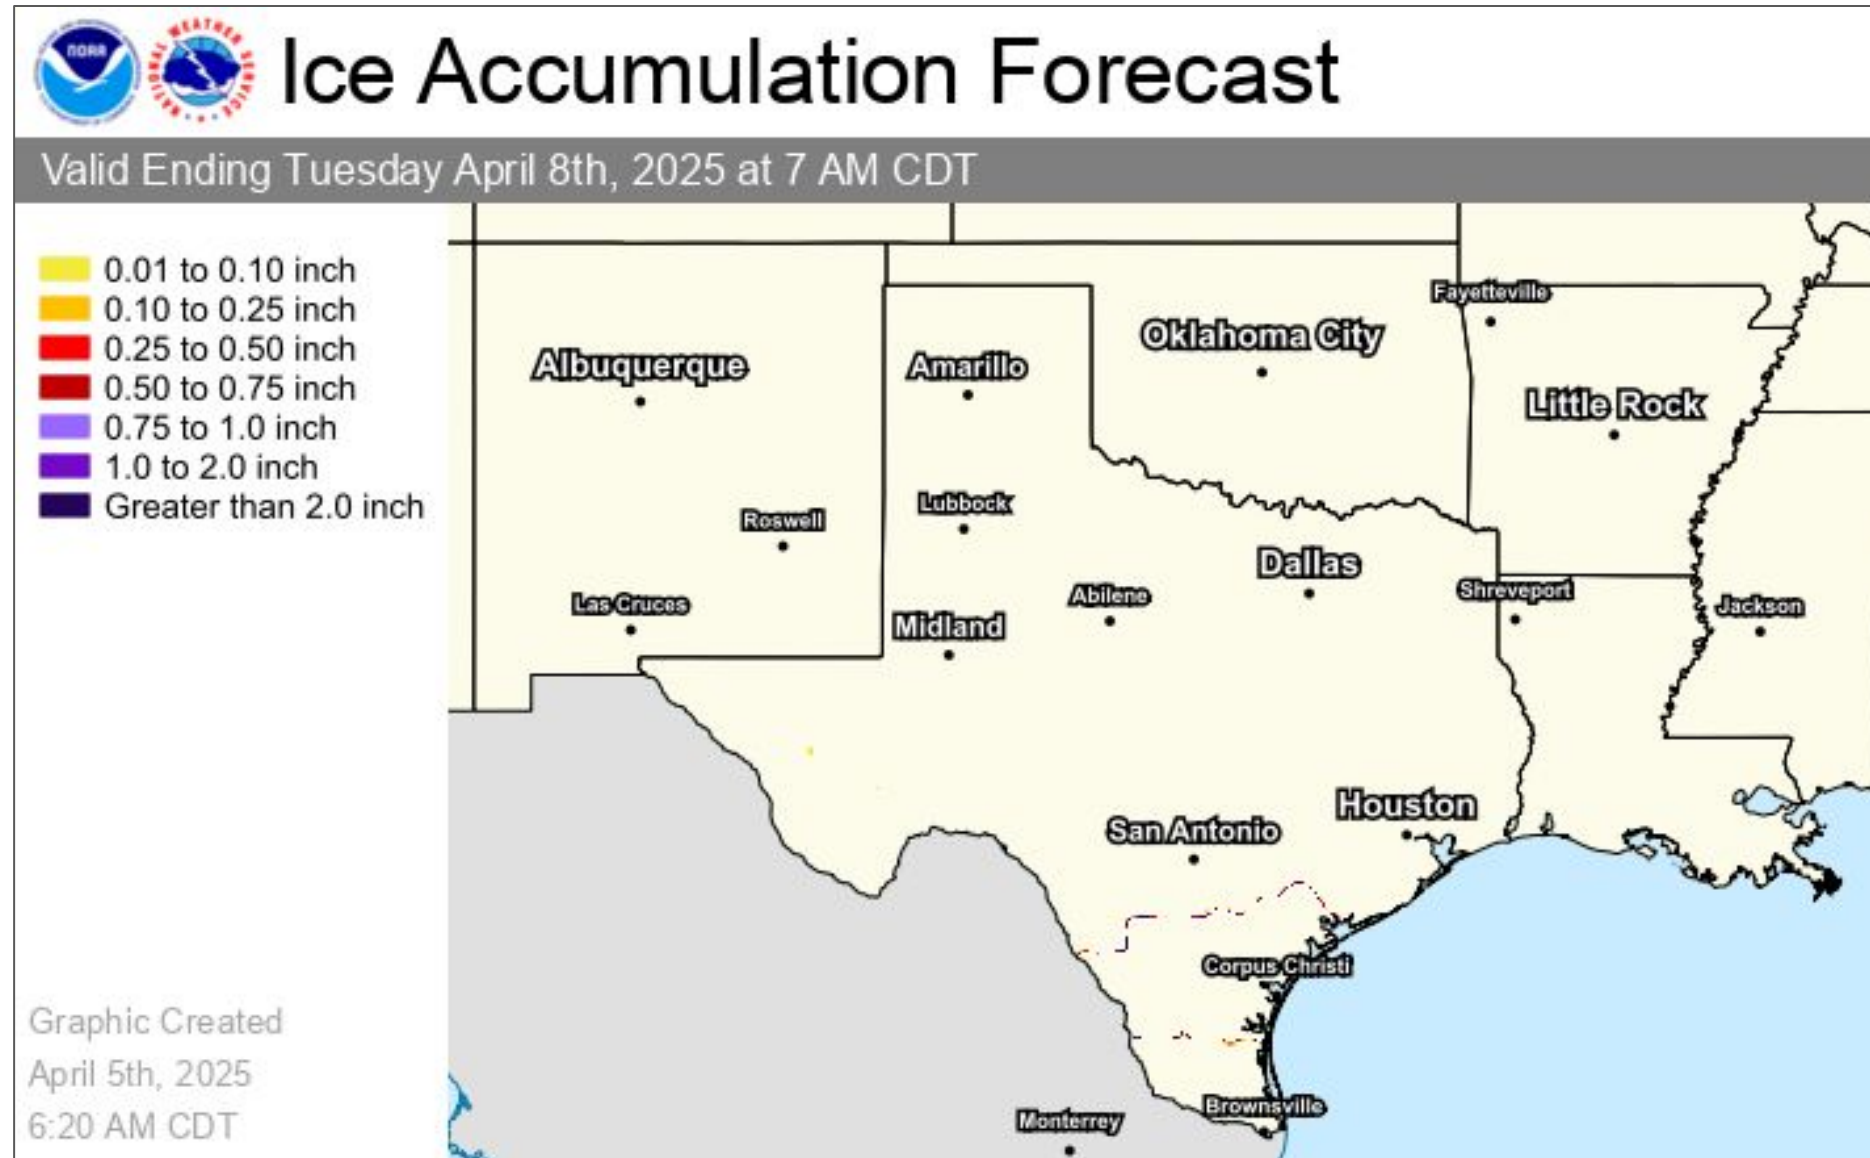 NOAA
NATIONAL WEATHER SERVICE
Ice Accumulation Forecast
Valid Ending Tuesday April 8th, 2025 at 7 AM CDT
0.01 to 0.10 inch
0.10 to 0.25 inch
0.25 to 0.50 inch
0.50 to 0.75 inch
0.75 to 1.0 inch
1.0 to 2.0 inch
Greater than 2.0 inch
Fayetteville
Oklahoma City
Albuquerque
Amarillo
Little Rock
Lubbock
Roswell
Dallas
Abilene
Shreveport
Las Cruces
Jackson
Midland
Houston
San Antonio
Corpus Christi
Brownsville
Monterrey
Graphic Created
April 5th, 2025
6:20 AM CDT